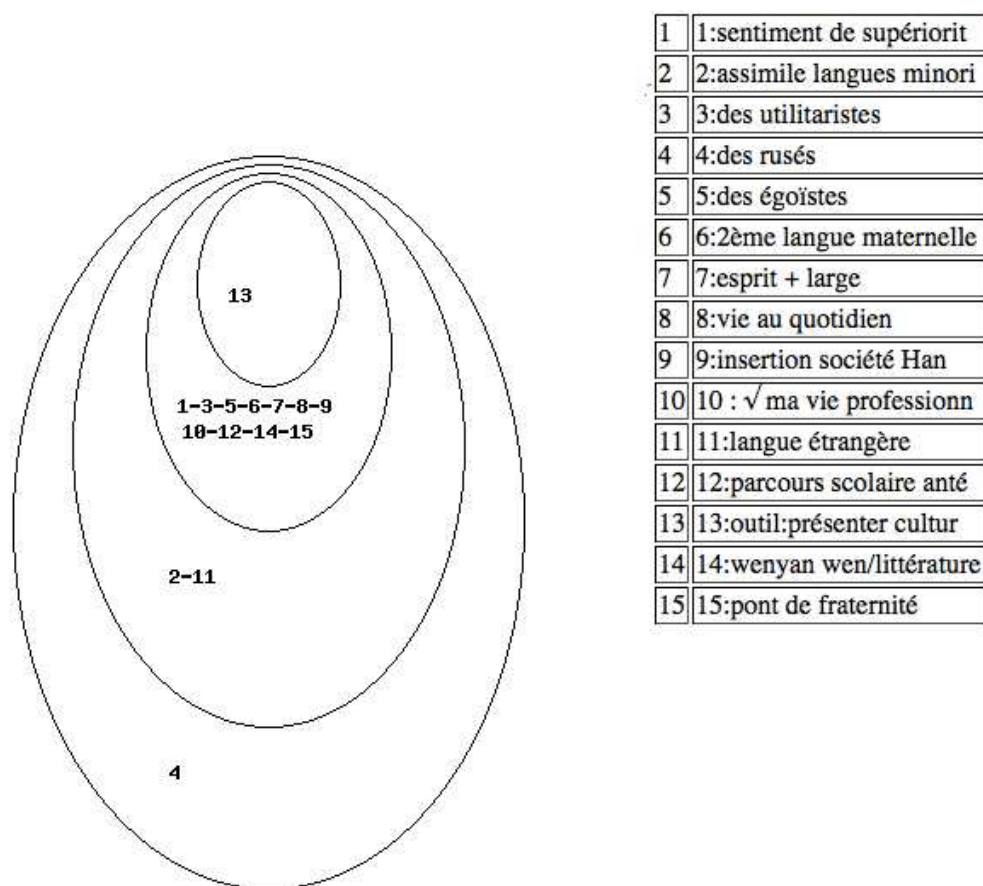 13
1-3-5-6-7-8-9
10-12-14-15
2-11
4
1 1:sentiment de supériorit
2 2:assimile langues minori
3 3:des utilitaristes
4 4:des rusés
5 5:des égoïstes
6 6:2ème langue maternelle
7 7:esprit + large
8 8:vie au quotidien
9 9:insertion société Han
10 10 : √ ma vie professionn
11 11:langue étrangère
12 12:parcours scolaire anté
13 13:outil:présenter cultur
14 14:wenyan wen/littérature
15 15:pont de fraternité